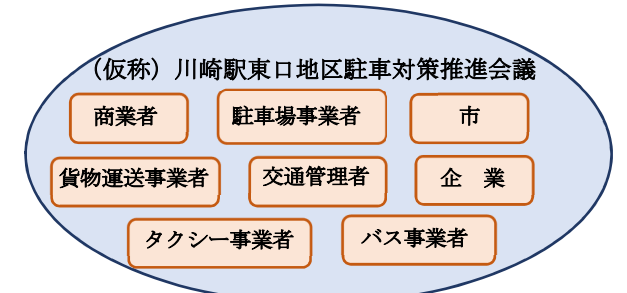 （仮称）川崎駅東口地区駐車対策推進会議
商業者
駐車場事業者
市
貨物運送事業者
交通管理者
企　業
タクシー事業者
バス事業者